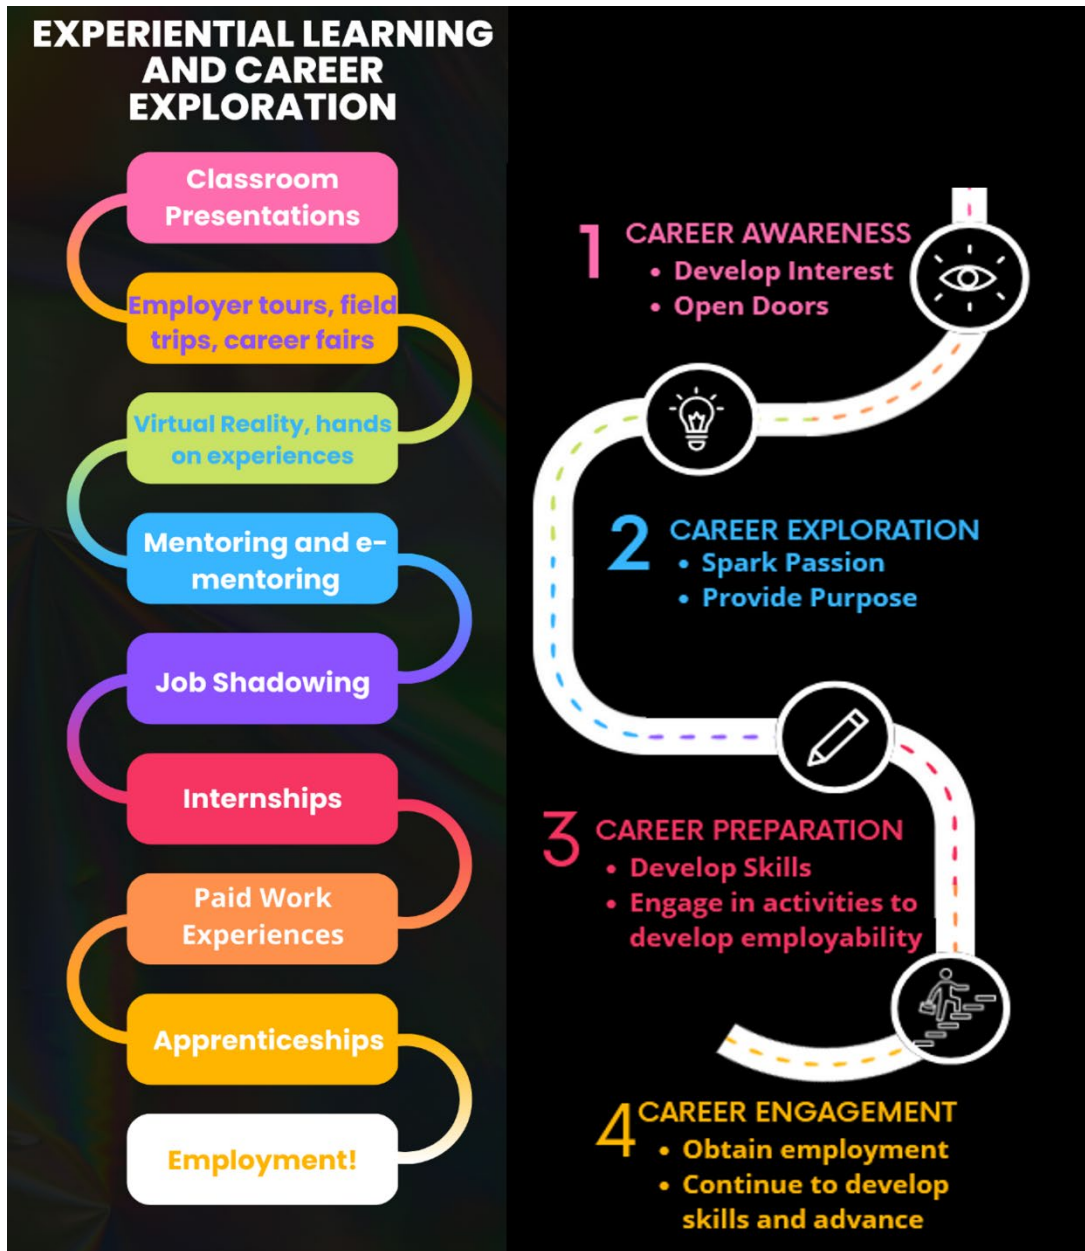 EXPERIENTIAL LEARNING
AND CAREER
EXPLORATION
Classroom
Presentations
Employer tours, field
trips, career fairs
Virtual Reality, hands
on experiences
Mentoring and e-
mentoring
Job Shadowing
Internships
Paid Work
Experiences
Apprenticeships
Employment!
1 CAREER AWARENESS
• Develop Interest
• Open Doors
2 CAREER EXPLORATION
• Spark Passion
• Provide Purpose
3 CAREER PREPARATION
• Develop Skills
• Engage in activities to
develop employability
4 CAREER ENGAGEMENT
• Obtain employment
• Continue to develop
skills and advance